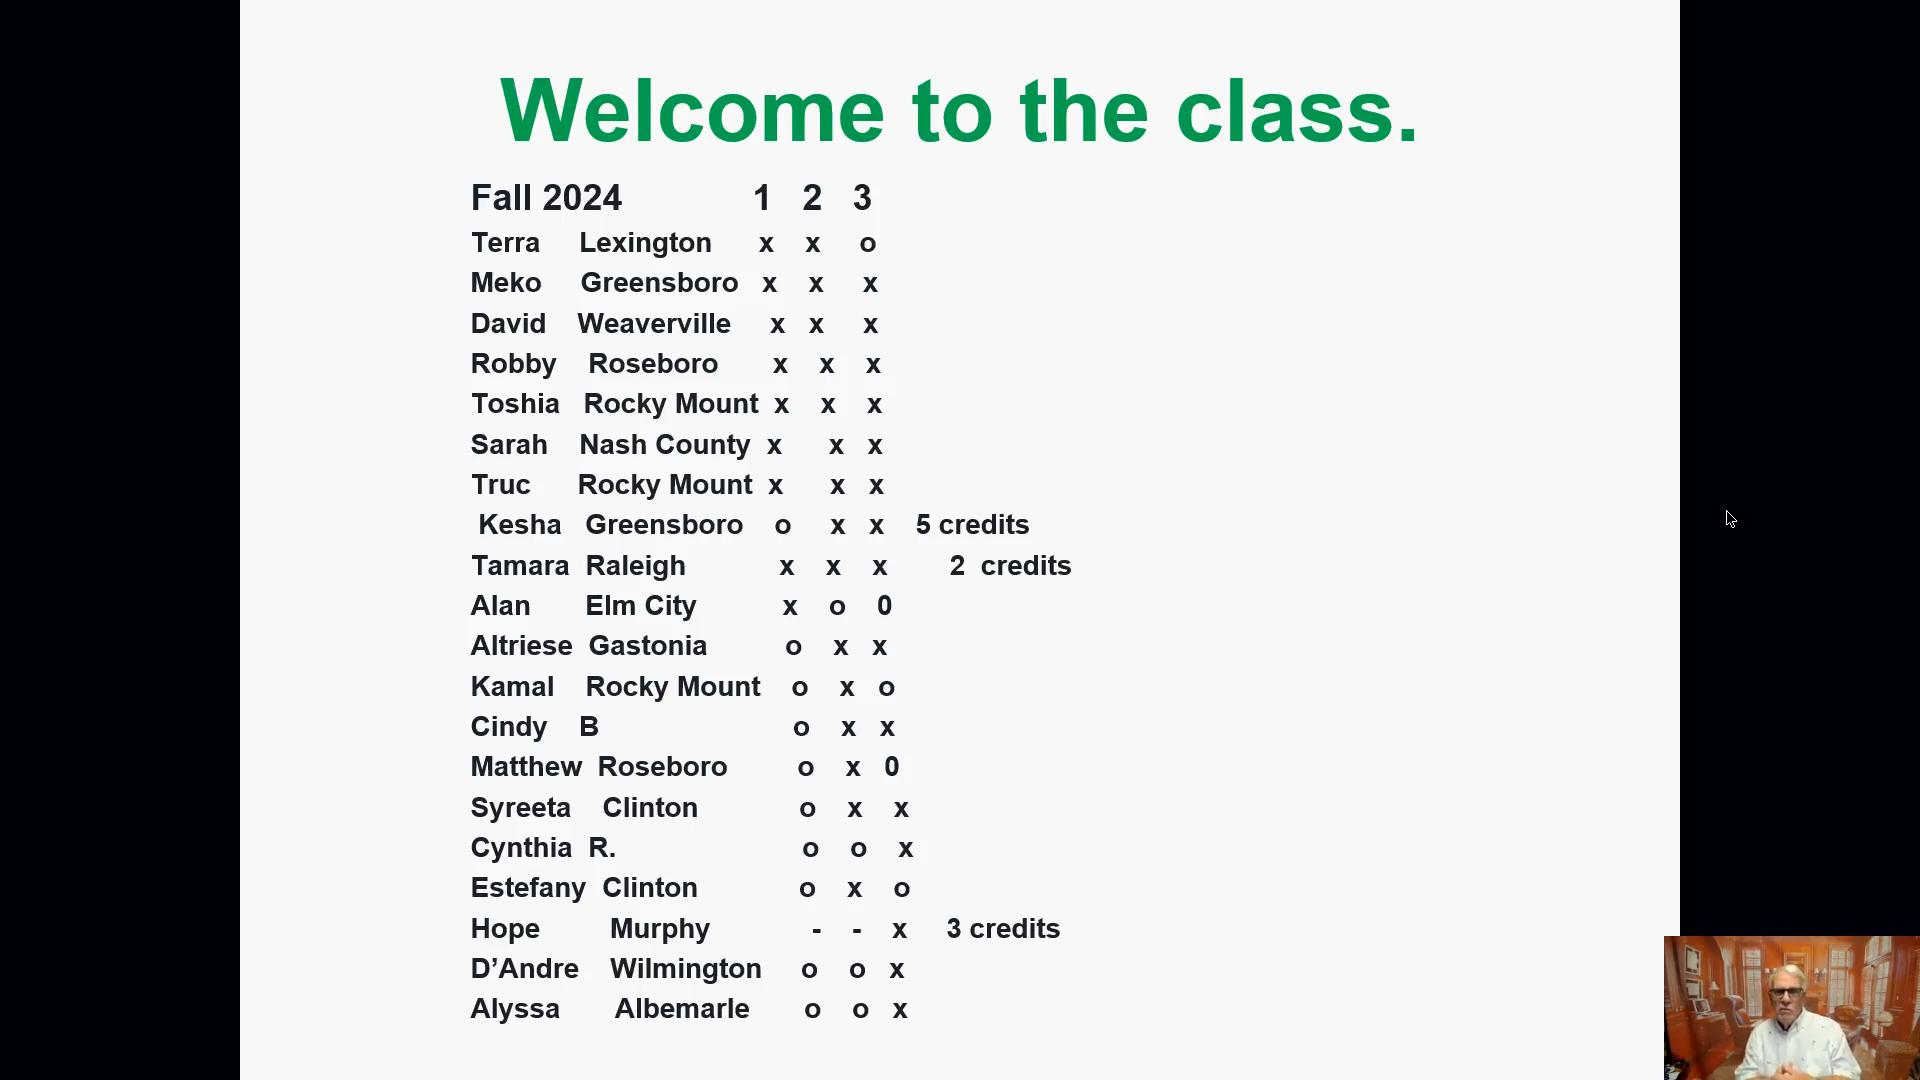 Welcome to the class.
Fall 2024 1 2 3
Terra Lexington x x o
Meko Greensboro x x x
David Weaverville x x x
Robby Roseboro x x x
Toshia Rocky Mount x x x
Sarah Nash County x x x
Truc Rocky Mount x x x
Kesha Greensboro o x x 5 credits
Tamara Raleigh x x x 2 credits
Alan Elm City x o 0
Altriese Gastonia o x x
Kamal Rocky Mount o x o
Cindy B o x x
Matthew Roseboro o x 0
Syreeta Clinton o x x
Cynthia R. o o x
Estefany Clinton o x o
Hope Murphy - - x 3 credits
D’Andre Wilmington o o x
Alyssa Albemarle o o x